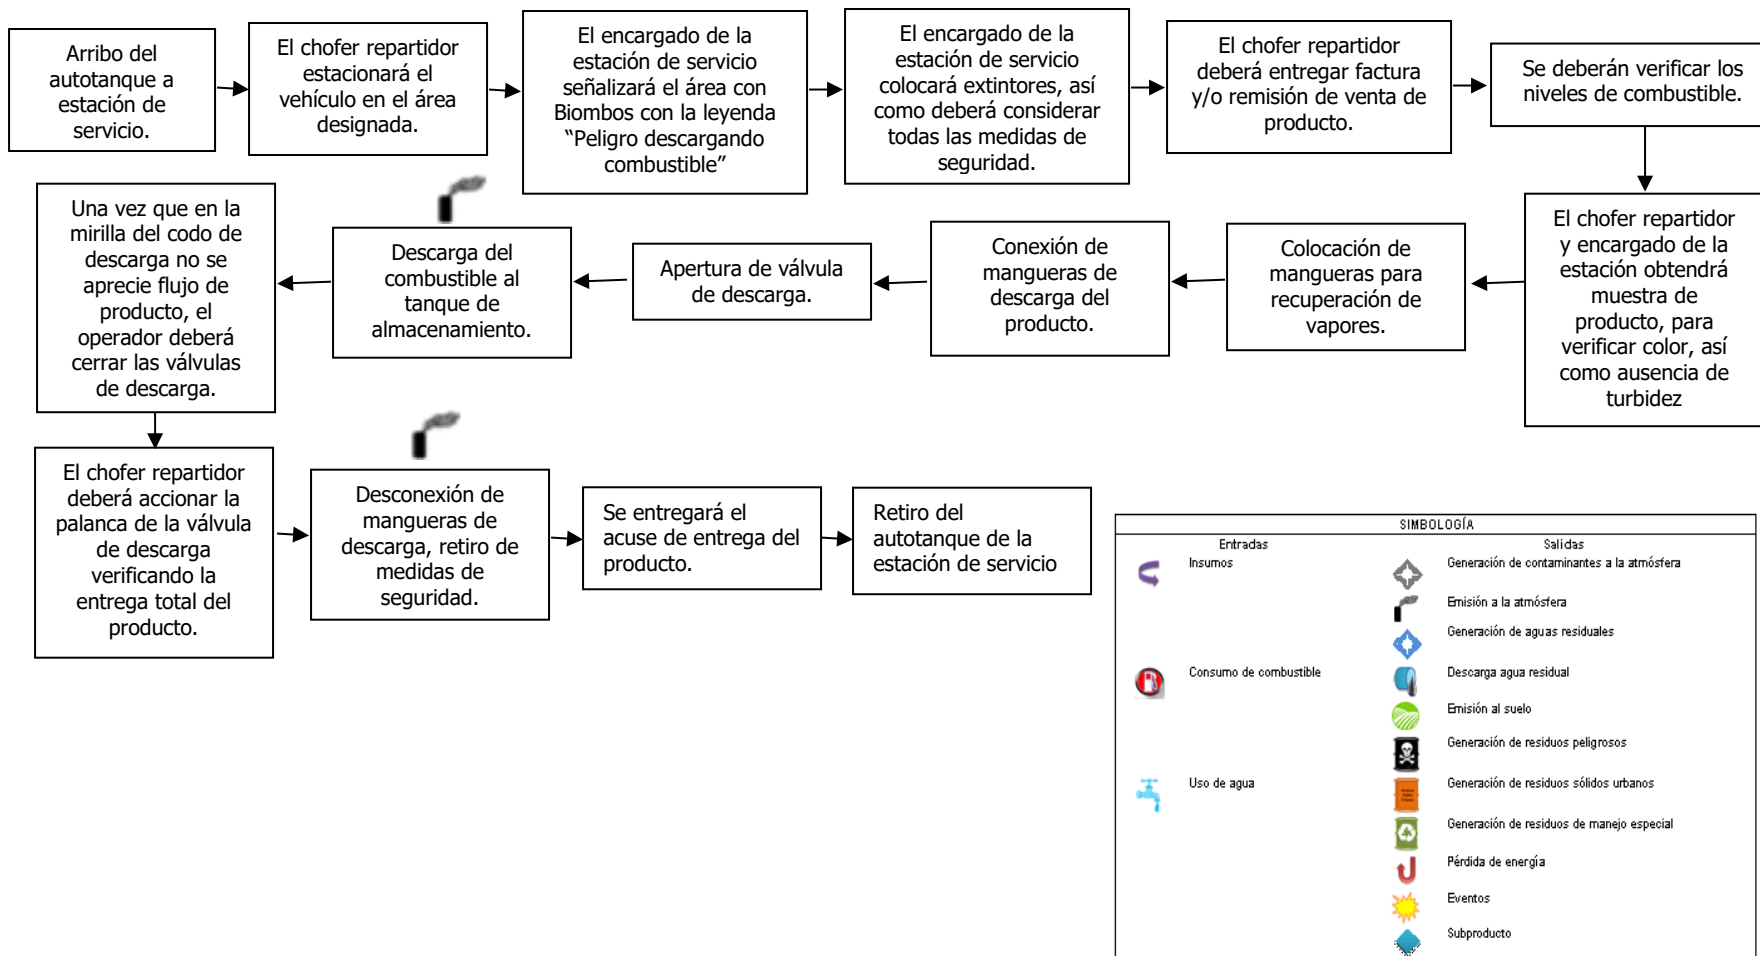 Arribo del
autotanque a
estación de
servicio.
El chofer repartidor
estacionará el
vehículo en el área
designada.
El encargado de la
estación de servicio
señalizará el área con
Biombos con la leyenda
“Peligro descargando
combustible”
El encargado de la
estación de servicio
colocará extintores, así
como deberá considerar
todas las medidas de
seguridad.
El chofer repartidor
deberá entregar factura
y/o remisión de venta de
producto.
Se deberán verificar los
niveles de combustible.
El chofer repartidor
y encargado de la
estación obtendrá
muestra de
producto, para
verificar color, así
como ausencia de
turbidez
Colocación de
mangueras para
recuperación de
vapores.
Conexión de
mangueras de
descarga del
producto.
Apertura de válvula
de descarga.
Descarga del
combustible al
tanque de
almacenamiento.
Una vez que en la
mirilla del codo de
descarga no se
aprecie flujo de
producto, el
operador deberá
cerrar las válvulas
de descarga.
El chofer repartidor
deberá accionar la
palanca de la válvula
de descarga
verificando la
entrega total del
producto.
Desconexión de
mangueras de
descarga, retiro de
medidas de
seguridad.
Se entregará el
acuse de entrega del
producto.
Retiro del
autotanque de la
estación de servicio
SIMBOLOGÍA
Entradas
Salidas
Insumos
Generación de contaminantes a la atmósfera
Emisión a la atmósfera
Generación de aguas residuales
Consumo de combustible
Descarga agua residual
Emisión al suelo
Generación de residuos peligrosos
Uso de agua
Generación de residuos sólidos urbanos
Generación de residuos de manejo especial
Pérdida de energía
Eventos
Subproducto